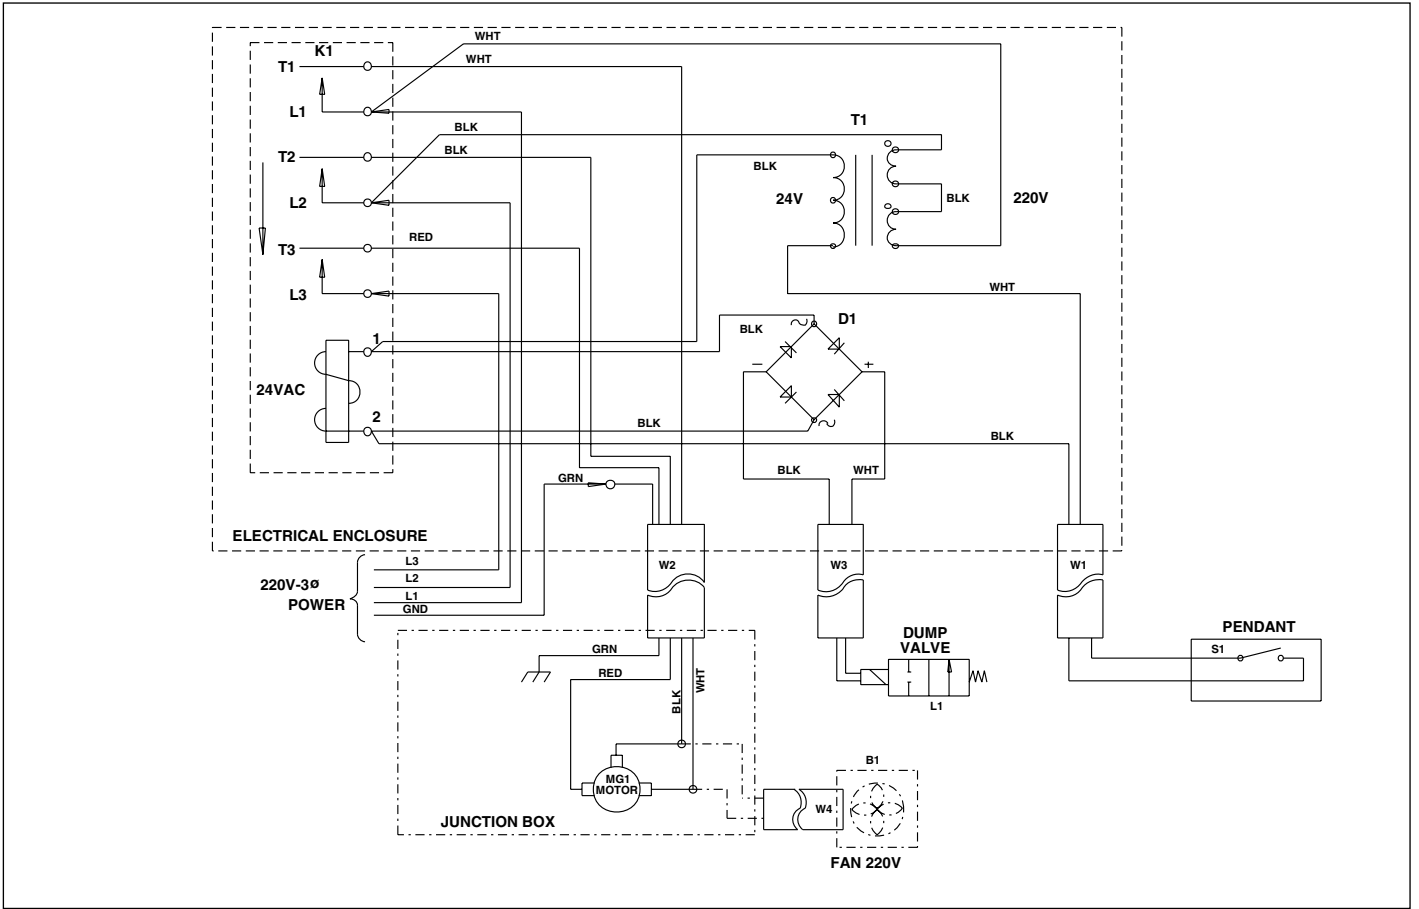 WHT
K1
T1
WHT
L1
BLK
T1
T2
BLK
BLK
24V
BLK
220V
L2
RED
T3
L3
WHT
D1
1
BLK
~
−
+
24VAC
2
BLK
~
BLK
BLK
WHT
GRN
ELECTRICAL ENCLOSURE
L3
W2
W3
W1
220V-3Ø
L2
POWER
L1
GND
DUMP
VALVE
PENDANT
GRN
S1
RED
WHT
BLK
L1
B1
MG1
MOTOR
W4
JUNCTION BOX
FAN 220V